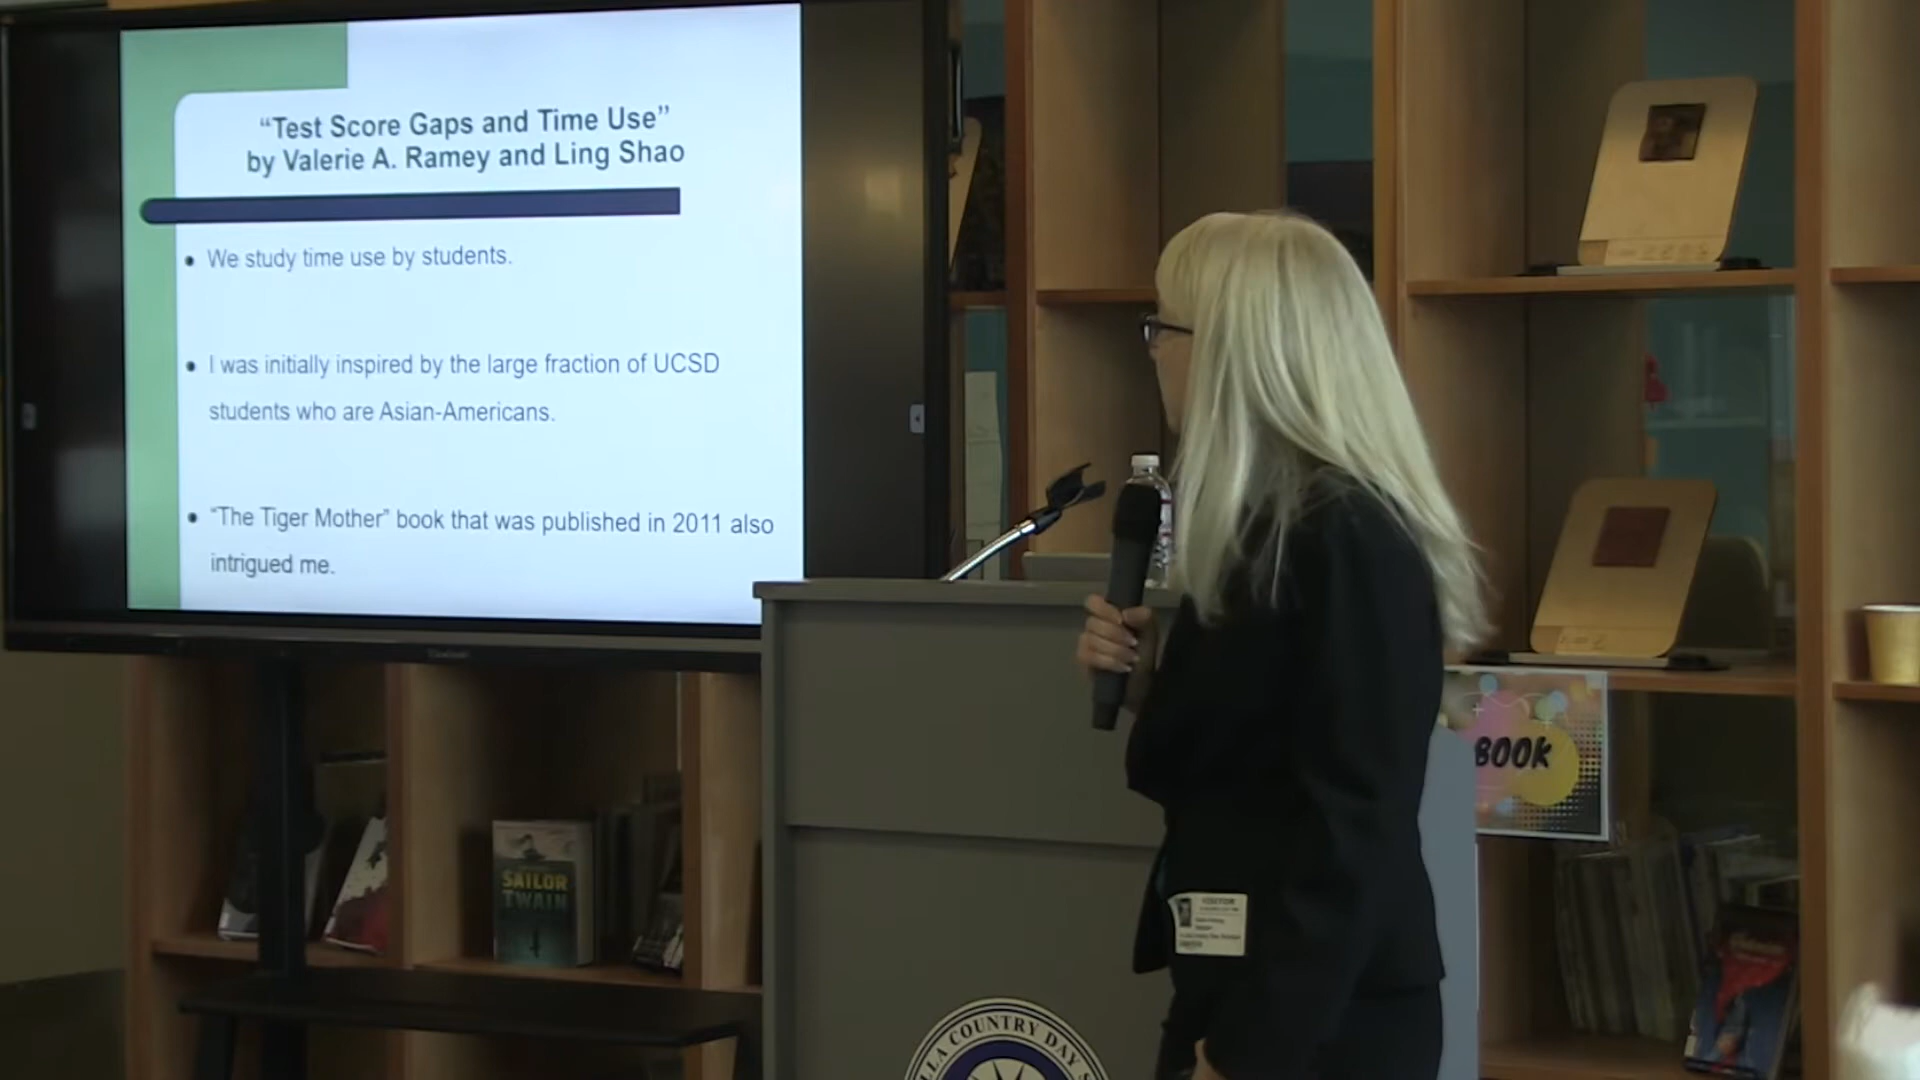 “Test Score Gaps and Time Use”
by Valerie A. Ramey and Ling Shao
• We study time use by students.
• I was initially inspired by the large fraction of UCSD
students who are Asian-Americans.
• “The Tiger Mother” book that was published in 2011 also
intrigued me.
SAILOR
TWAIN
BOOK
VISITOR
LLA COUNTRY DAY S